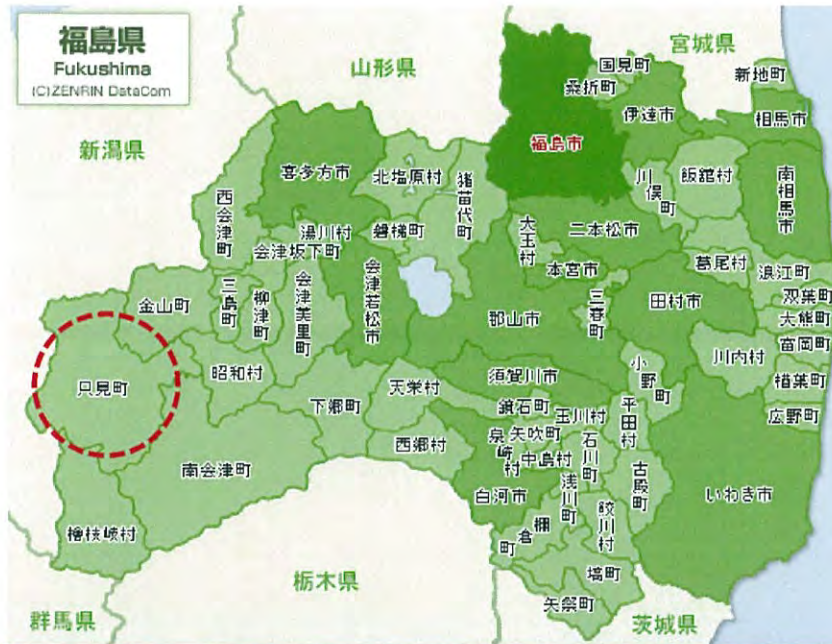 福島県
Fukushima
(C)ZENRIN DataCom
宮城県
山形県
新潟県
国見町
桑折町
新地町
伊達市
相馬市
福島市
喜多方市
北塩原村
猪苗代町
西会津町
川俣町
飯舘村
南相馬市
湯川村
磐梯町
会津坂下町
大玉村
二本松市
本宮市
葛尾村
浪江町
双葉町
大熊町
富岡町
楢葉町
広野町
金山町
三島町
柳津町
会津美里町
会津若松市
郡山市
三春町
田村市
川内村
只見町
昭和村
下郷町
天栄村
須賀川市
鏡石町
小野町
玉川村
平田村
西郷村
泉崎村
矢吹町
中島村
石川町
南会津町
白河市
浅川町
古殿町
いわき市
檜枝岐村
棚倉町
鮫川村
塙町
矢祭町
栃木県
群馬県
茨城県